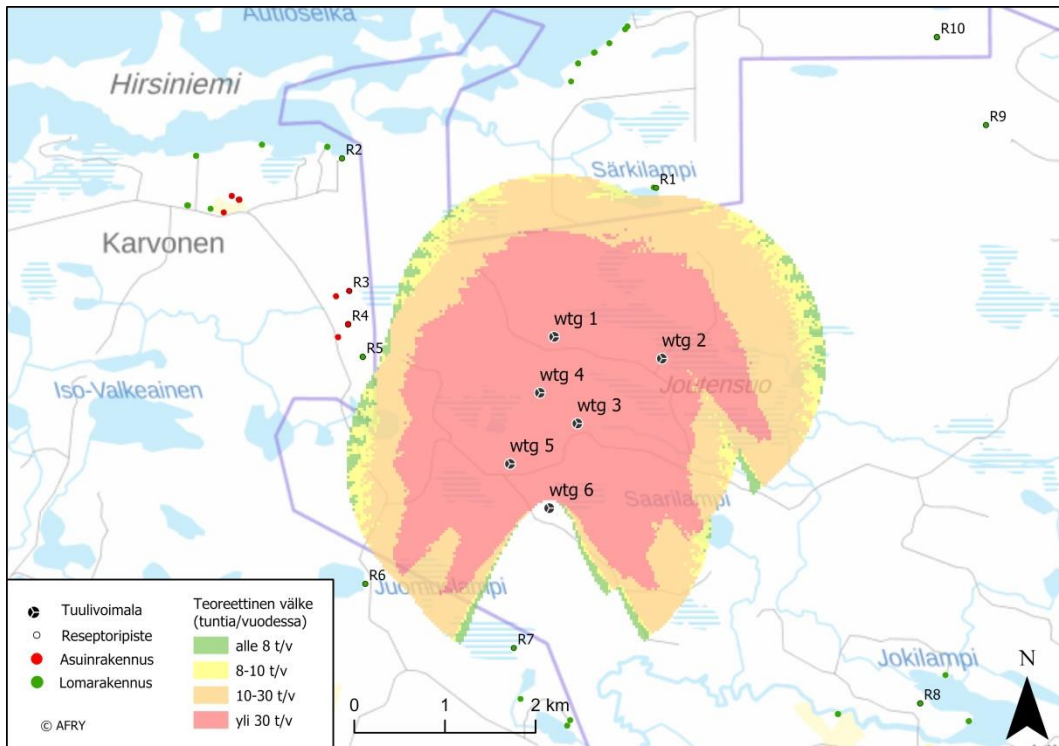 Autioselkä
R10
Hirsiniemi
R9
R2
Särkilampi
R1
Karvonen
R3
R4
wtg 1
R5
wtg 2
Joutensuo
Iso-Valkeainen
wtg 4
wtg 3
wtg 5
wtg 6
Saarilampi
R6
R7
Jokilampi
R8
N
Tuulivoimala
Reseptoripiste
Asuinrakennus
Lomarakennus
© AFRY
Teoreettinen välke
(tuntia/vuodessa)
alle 8 t/v
8-10 t/v
10-30 t/v
yli 30 t/v
0 1 2 km